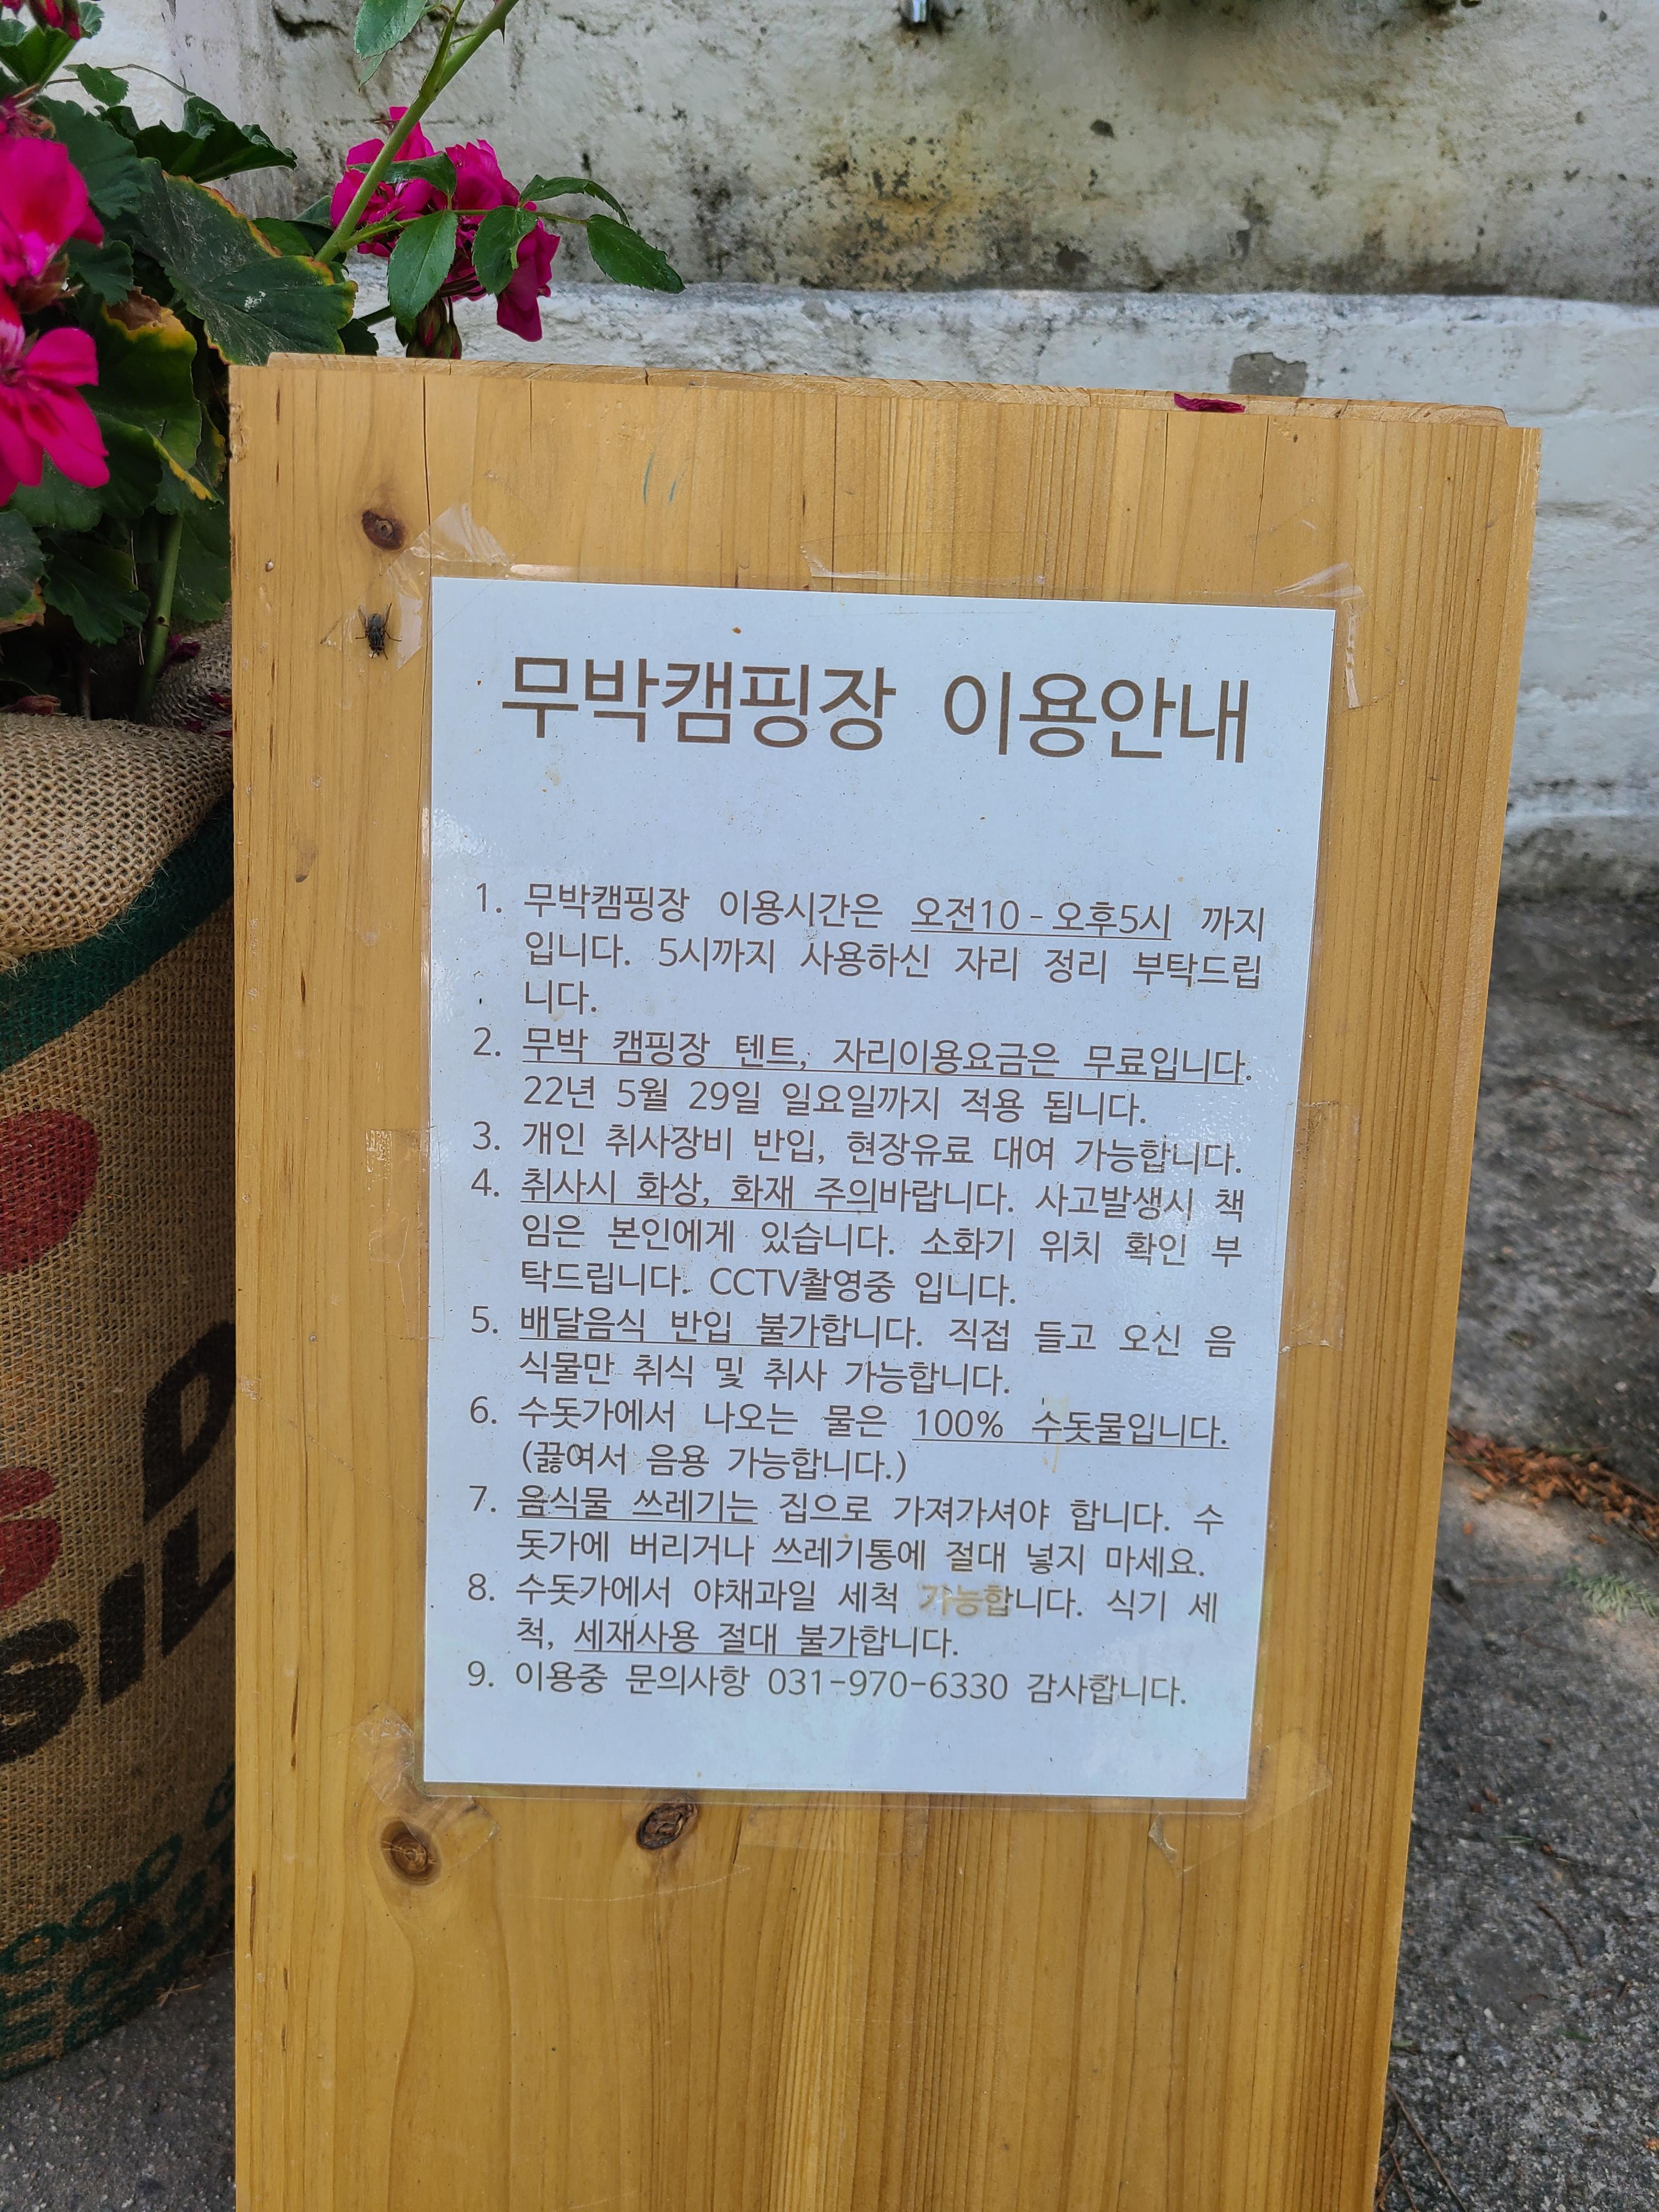 무박캠핑장 이용안내
1. 무박캠핑장 이용시간은 오전10 - 오후5시 까지
입니다. 5시까지 사용하신 자리 정리 부탁드립
니다.
2. 무박 캠핑장 텐트, 자리이용요금은 무료입니다.
22년 5월 29일 일요일까지 적용 됩니다.
3. 개인 취사장비 반입, 현장유료 대여 가능합니다.
4. 취사시 화상, 화재 주의바랍니다. 사고발생시 책
임은 본인에게 있습니다. 소화기 위치 확인 부
탁드립니다. CCTV촬영중 입니다.
5. 배달음식 반입 불가합니다. 직접 들고 오신 음
식물만 취식 및 취사 가능합니다.
6. 수돗가에서 나오는 물은 100% 수돗물입니다.
(끓여서 음용 가능합니다.)
7. 음식물 쓰레기는 집으로 가져가셔야 합니다. 수
돗가에 버리거나 쓰레기통에 절대 넣지 마세요.
8. 수돗가에서 야채과일 세척 가능합니다. 식기 세
척, 세재사용 절대 불가합니다.
9. 이용중 문의사항 031-970-6330 감사합니다.